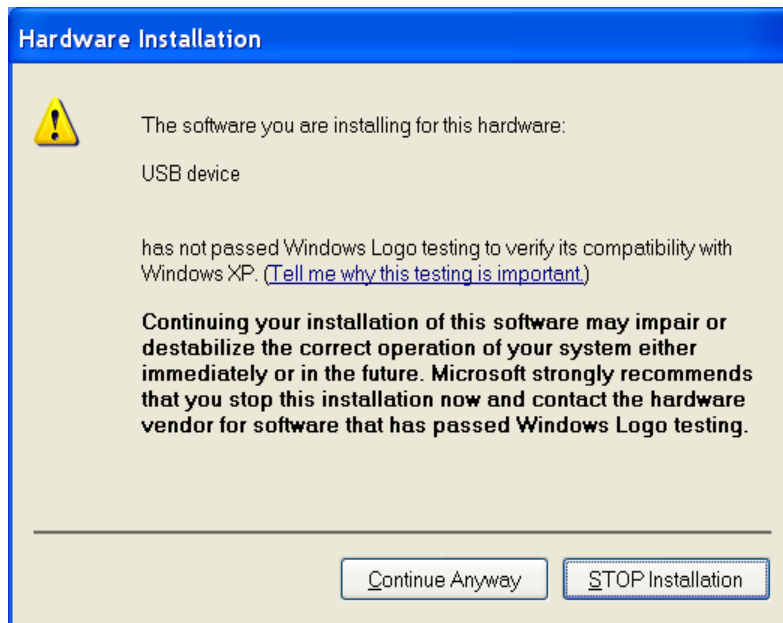 Hardware Installation
The software you are installing for this hardware:
USB device
has not passed Windows Logo testing to verify its compatibility with
Windows XP. (Tell me why this testing is important.)
Continuing your installation of this software may impair or
destabilize the correct operation of your system either
immediately or in the future. Microsoft strongly recommends
that you stop this installation now and contact the hardware
vendor for software that has passed Windows Logo testing.
Continue Anyway
STOP Installation